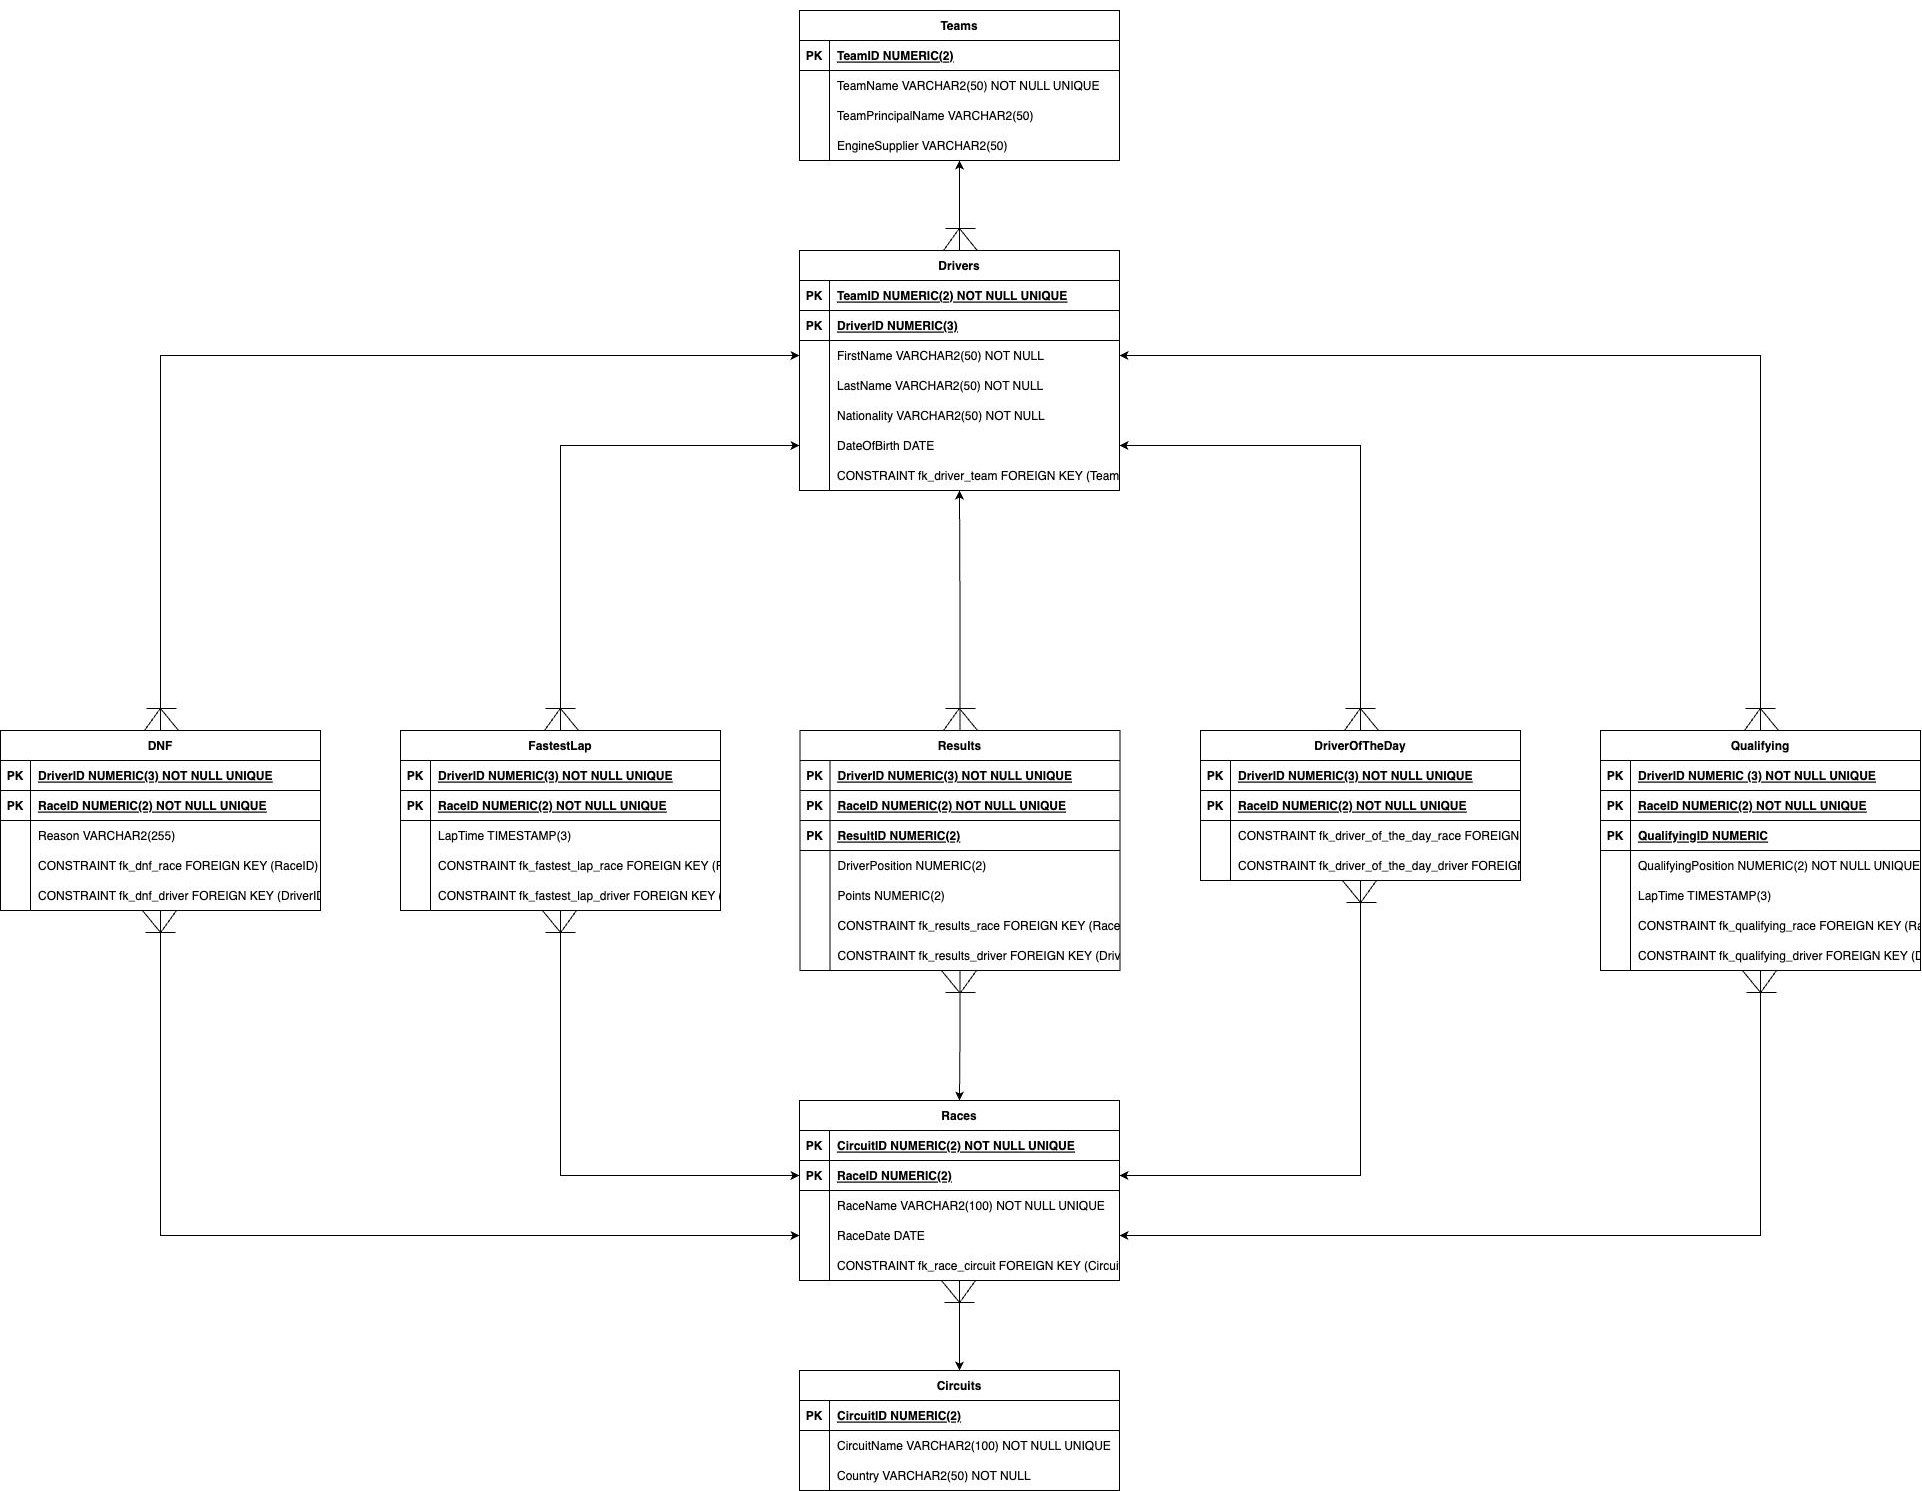 Teams
PK TeamID NUMERIC(2)
TeamName VARCHAR2(50) NOT NULL UNIQUE
TeamPrincipalName VARCHAR2(50)
EngineSupplier VARCHAR2(50)
Drivers
PK TeamID NUMERIC(2) NOT NULL UNIQUE
PK DriverID NUMERIC(3)
FirstName VARCHAR2(50) NOT NULL
LastName VARCHAR2(50) NOT NULL
Nationality VARCHAR2(50) NOT NULL
DateOfBirth DATE
CONSTRAINT fk_driver_team FOREIGN KEY (Team
DNF
PK DriverID NUMERIC(3) NOT NULL UNIQUE
PK RaceID NUMERIC(2) NOT NULL UNIQUE
Reason VARCHAR2(255)
CONSTRAINT fk_dnf_race FOREIGN KEY (RaceID)
CONSTRAINT fk_dnf_driver FOREIGN KEY (DriverID
FastestLap
PK DriverID NUMERIC(3) NOT NULL UNIQUE
PK RaceID NUMERIC(2) NOT NULL UNIQUE
LapTime TIMESTAMP(3)
CONSTRAINT fk_fastest_lap_race FOREIGN KEY (R
CONSTRAINT fk_fastest_lap_driver FOREIGN KEY (
Results
PK DriverID NUMERIC(3) NOT NULL UNIQUE
PK RaceID NUMERIC(2) NOT NULL UNIQUE
PK ResultID NUMERIC(2)
DriverPosition NUMERIC(2)
Points NUMERIC(2)
CONSTRAINT fk_results_race FOREIGN KEY (Race
CONSTRAINT fk_results_driver FOREIGN KEY (Driv
DriverOfTheDay
PK DriverID NUMERIC(3) NOT NULL UNIQUE
PK RaceID NUMERIC(2) NOT NULL UNIQUE
CONSTRAINT fk_driver_of_the_day_race FOREIGN
CONSTRAINT fk_driver_of_the_day_driver FOREIGN
Qualifying
PK DriverID NUMERIC (3) NOT NULL UNIQUE
PK RaceID NUMERIC(2) NOT NULL UNIQUE
PK QualifyingID NUMERIC
QualifyingPosition NUMERIC(2) NOT NULL UNIQUE
LapTime TIMESTAMP(3)
CONSTRAINT fk_qualifying_race FOREIGN KEY (Ra
CONSTRAINT fk_qualifying_driver FOREIGN KEY (D
Races
PK CircuitID NUMERIC(2) NOT NULL UNIQUE
PK RaceID NUMERIC(2)
RaceName VARCHAR2(100) NOT NULL UNIQUE
RaceDate DATE
CONSTRAINT fk_race_circuit FOREIGN KEY (Circui
Circuits
PK CircuitID NUMERIC(2)
CircuitName VARCHAR2(100) NOT NULL UNIQUE
Country VARCHAR2(50) NOT NULL